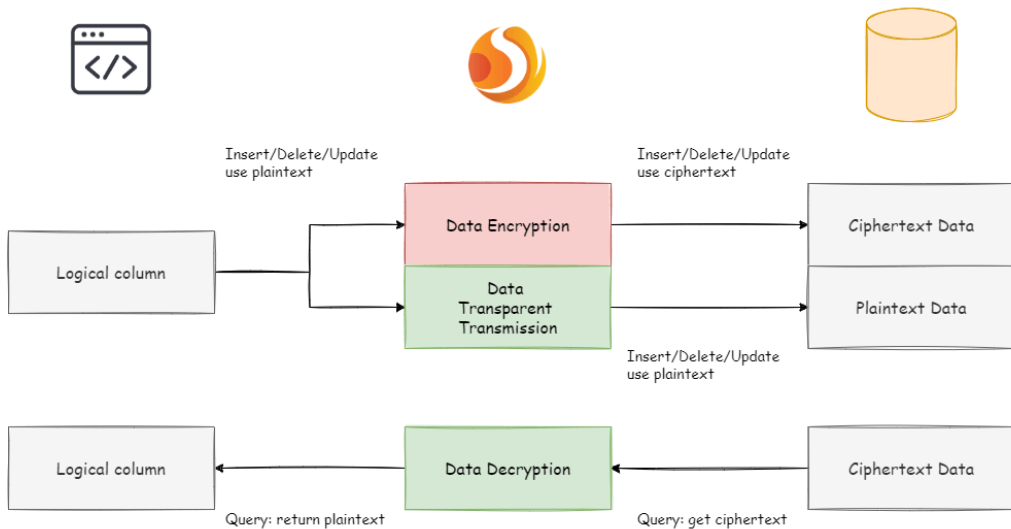 </>
Insert/Delete/Update
use plaintext
Insert/Delete/Update
use ciphertext
Logical column
Data Encryption
Ciphertext Data
Data
Transparent
Transmission
Plaintext Data
Insert/Delete/Update
use plaintext
Logical column
Data Decryption
Ciphertext Data
Query: return plaintext
Query: get ciphertext